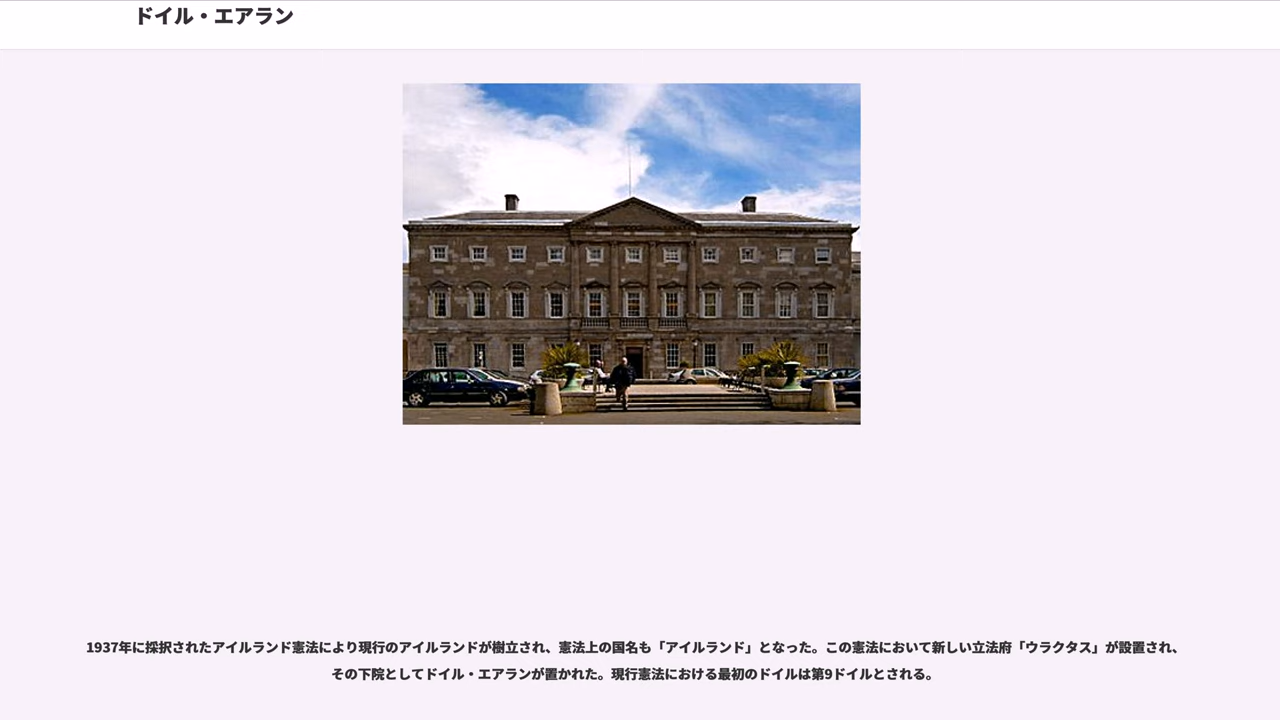 ドイル・エアラン
1937年に採択されたアイルランド憲法により現行のアイルランドが樹立され、憲法上の国名も「アイルランド」となった。この憲法において新しい立法府「ウラクタス」が設置され、
その下院としてドイル・エアランが置かれた。現行憲法における最初のドイルは第9ドイルとされる。